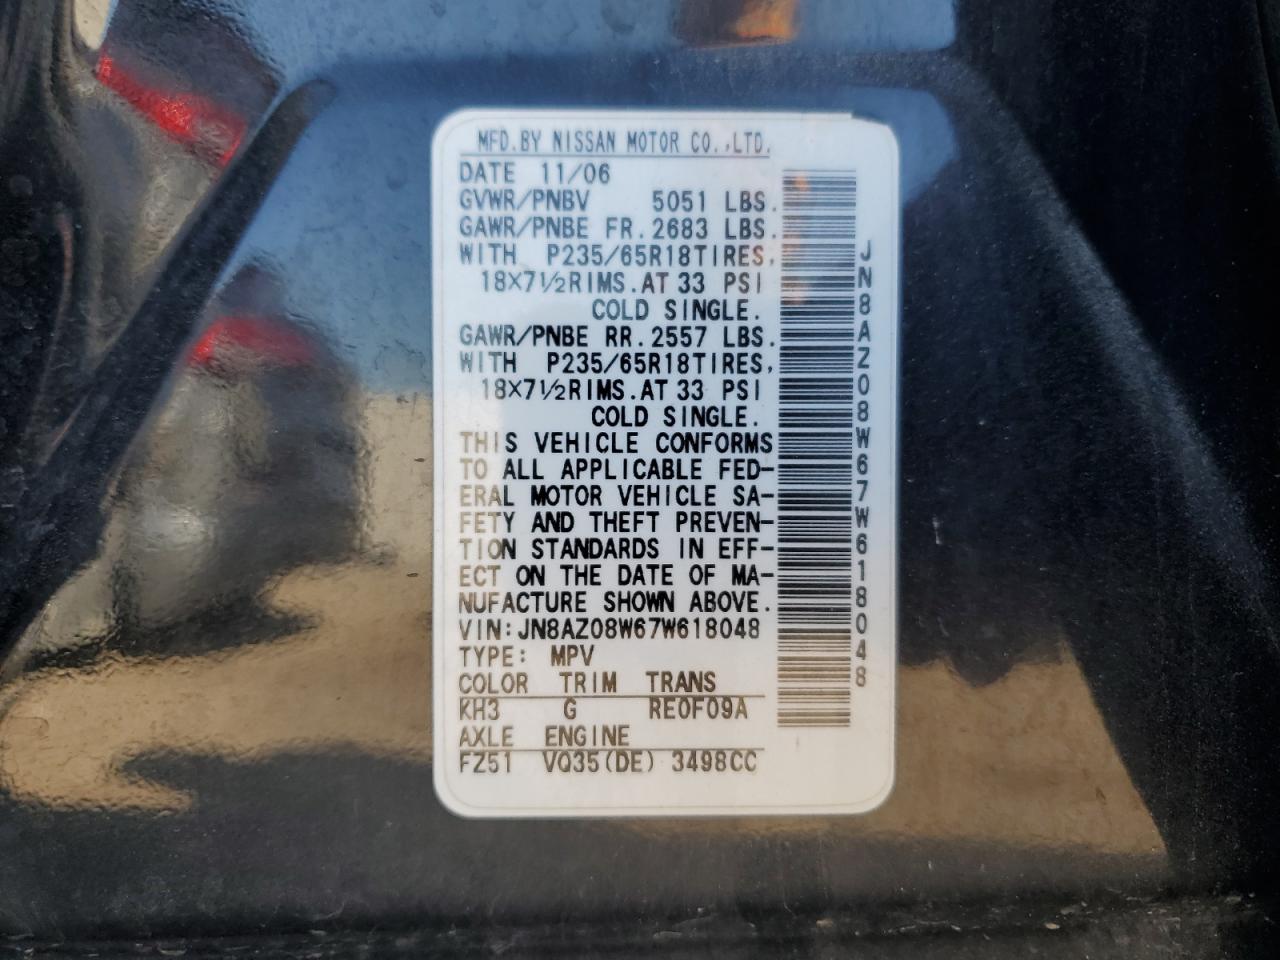 MFD.BY NISSAN MOTOR CO.,LTD.
DATE 11/06
GVWR/PNBV 5051 LBS.
GAWR/PNBE FR.2683 LBS.
WITH P235/65R18TIRES,
18X7½RIMS.AT 33 PSI
COLD SINGLE.
GAWR/PNBE RR.2557 LBS.
WITH P235/65R18TIRES,
18X7½RIMS.AT 33 PSI
COLD SINGLE.
THIS VEHICLE CONFORMS
TO ALL APPLICABLE FED-
ERAL MOTOR VEHICLE SA-
FETY AND THEFT PREVEN-
TION STANDARDS IN EFF-
ECT ON THE DATE OF MA-
NUFACTURE SHOWN ABOVE.
VIN:JN8AZ08W67W618048
TYPE: MPV
COLOR TRIM TRANS
KH3 G RE0F09A
AXLE ENGINE
FZ51 VQ35(DE) 3498CC
JN8AZ08W67W618048